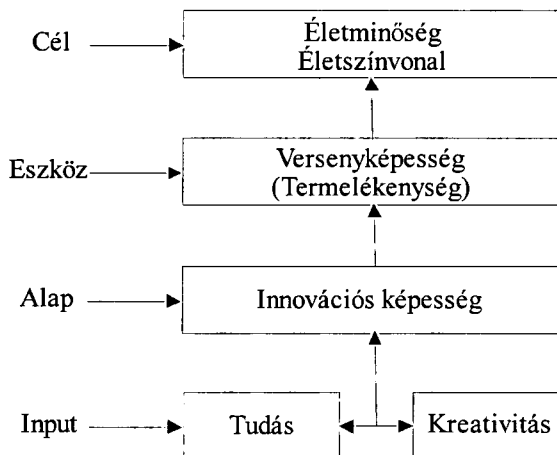 Cél
Életminőség
Életszínvonal
Eszköz
Versenyképesség
(Termelékenység)
Alap
Innovációs képesség
Input
Tudás
Kreativitás